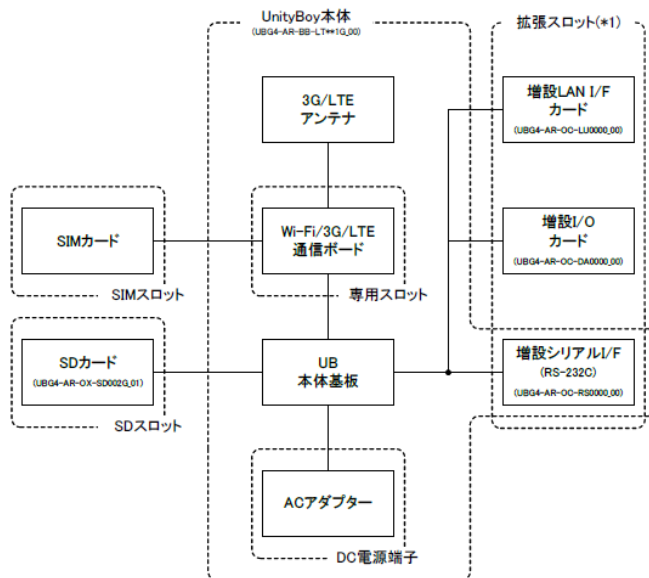 UnityBoy本体
(UBG4-AR-BB-LT**1G_00)
拡張スロット(*1)
3G/LTE
アンテナ
増設LAN I/F
カード
(UBG4-AR-OC-LU0000_00)
SIMカード
SIMスロット
Wi-Fi/3G/LTE
通信ボード
専用スロット
増設I/O
カード
(UBG4-AR-OC-DA0000_00)
SDカード
(UBG4-AR-OX-SD002G_01)
SDスロット
UB
本体基板
増設シリアルI/F
(RS-232C)
(UBG4-AR-OC-RS0000_00)
ACアダプター
DC電源端子